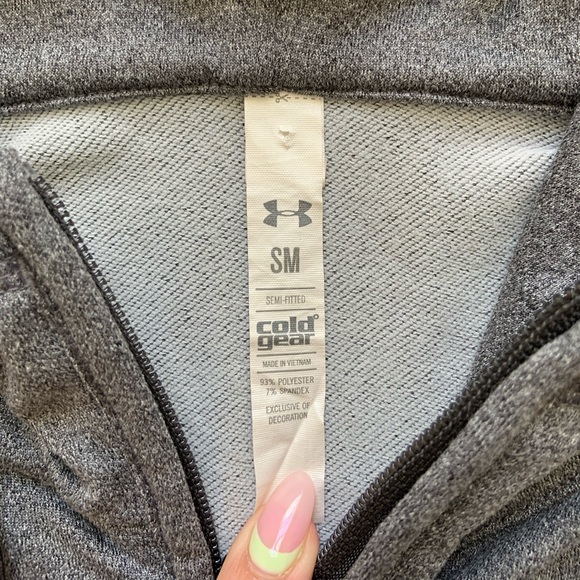 SM
SEMI-FITTED
cold
gear
MADE IN VIETNAM
93% POLYESTER
7% SPANDEX
EXCLUSIVE OF
DECORATION